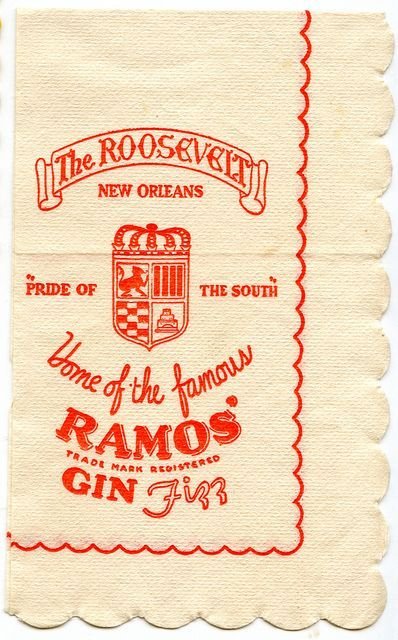 The ROOSEVELT
NEW ORLEANS
"PRIDE OF THE SOUTH"
Home of the famous
RAMOS"
TRADE MARK REGISTERED
GIN Fizz